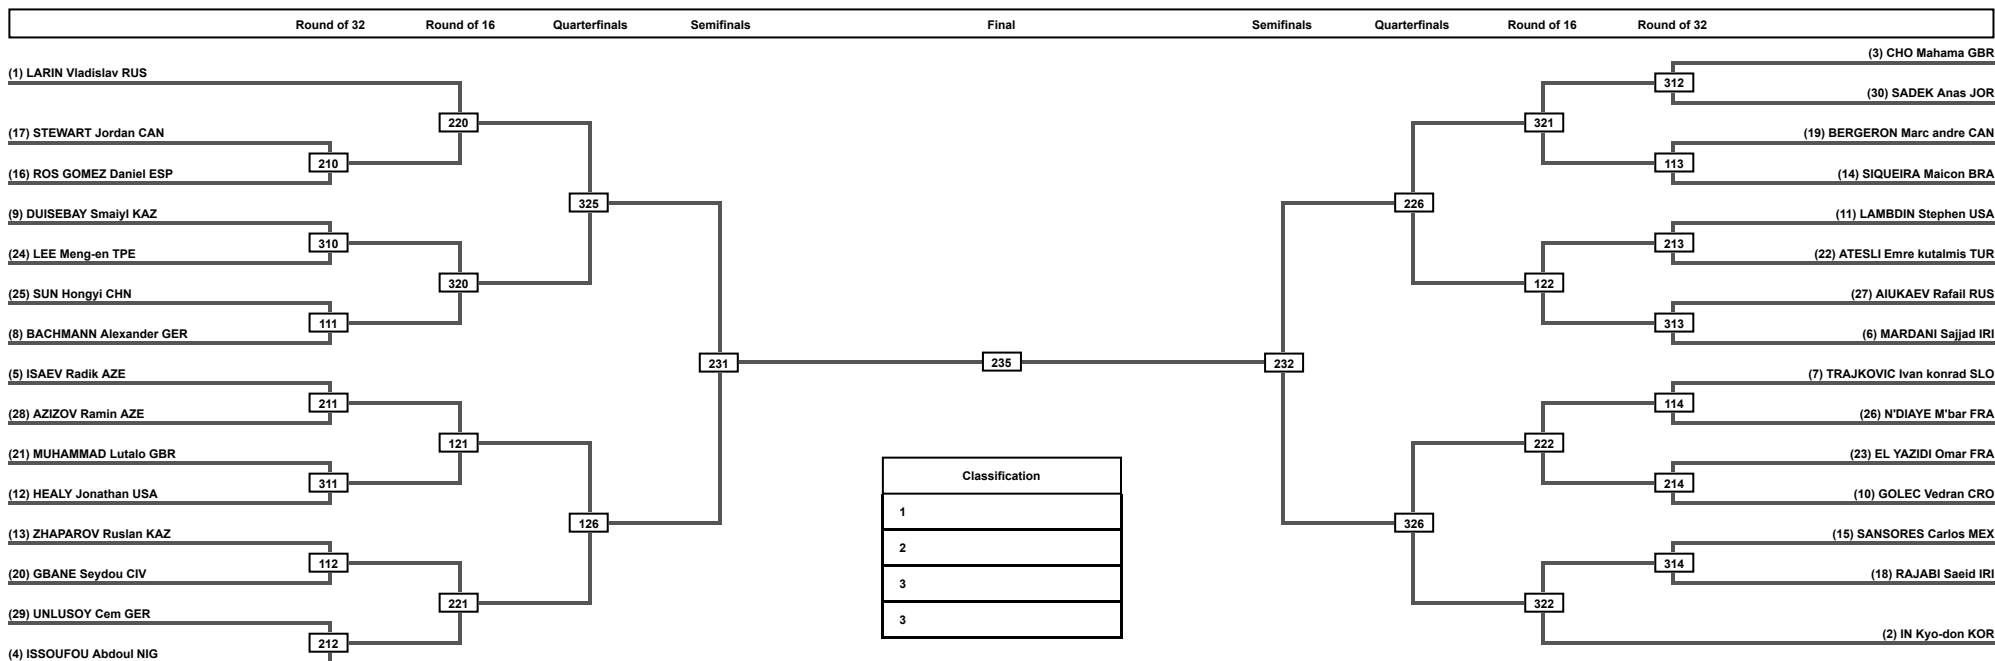 Round of 32 Round of 16 Quarterfinals Semifinals Final Semifinals Quarterfinals Round of 16 Round of 32
(1) LARIN Vladislav RUS
(17) STEWART Jordan CAN
(16) ROS GOMEZ Daniel ESP
(9) DUISEBAY Smaiyl KAZ
(24) LEE Meng-en TPE
(25) SUN Hongyi CHN
(8) BACHMANN Alexander GER
(5) ISAEV Radik AZE
(28) AZIZOV Ramin AZE
(21) MUHAMMAD Lutalo GBR
(12) HEALY Jonathan USA
(13) ZHAPAROV Ruslan KAZ
(20) GBANE Seydou CIV
(29) UNLUSOY Cem GER
(4) ISSOUFOU Abdoul NIG
210
310
111
211
311
112
212
220
320
121
221
325
126
231
235
232
226
326
321
122
222
322
312
113
213
313
114
214
314
(3) CHO Mahama GBR
(30) SADEK Anas JOR
(19) BERGERON Marc andre CAN
(14) SIQUEIRA Maicon BRA
(11) LAMBDIN Stephen USA
(22) ATESLI Emre kutalmis TUR
(27) AIUKAEV Rafail RUS
(6) MARDANI Sajjad IRI
(7) TRAJKOVIC Ivan konrad SLO
(26) N'DIAYE M'bar FRA
(23) EL YAZIDI Omar FRA
(10) GOLEC Vedran CRO
(15) SANSORES Carlos MEX
(18) RAJABI Saeid IRI
(2) IN Kyo-don KOR
Classification
1
2
3
3